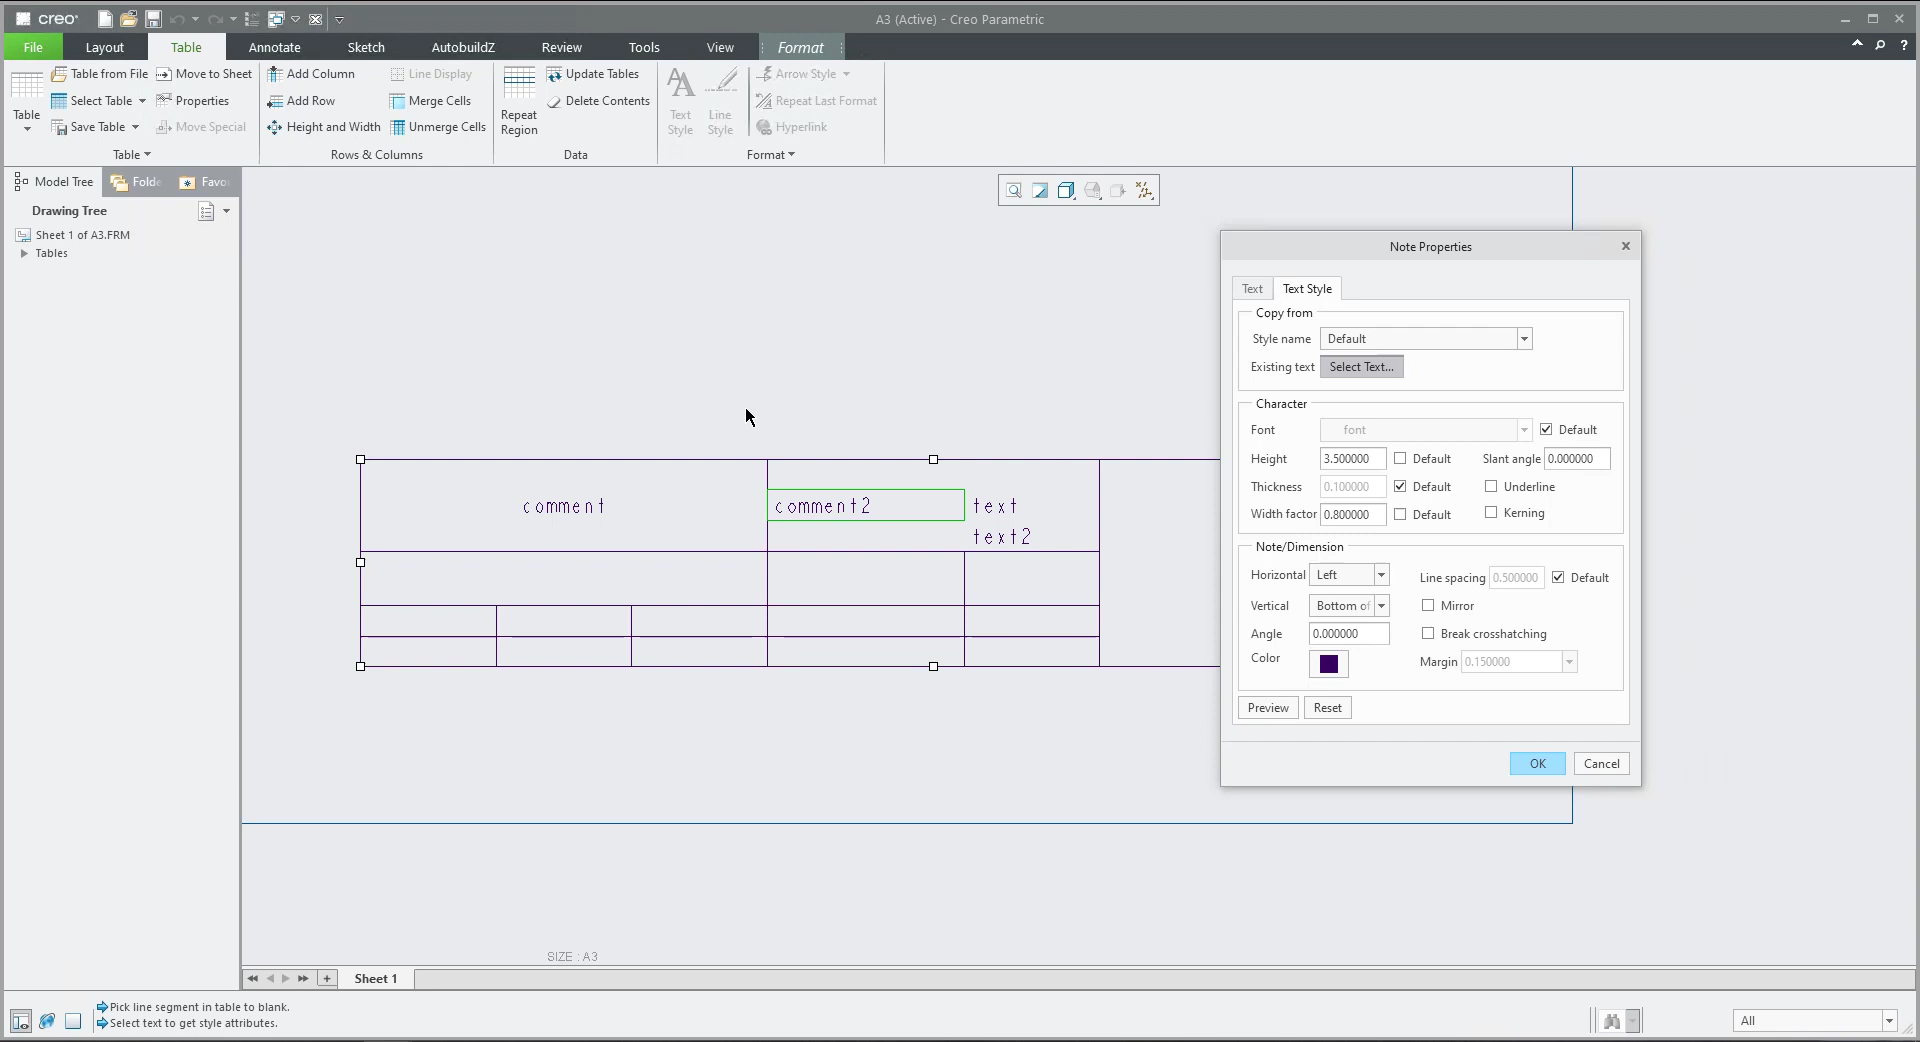 creo
A3 (Active) - Creo Parametric
File
Layout
Table
Annotate
Sketch
AutobuildZ
Review
Tools
View
Format
Table
Table from File
Select Table
Save Table
Move to Sheet
Properties
Move Special
Table
Add Column
Add Row
Height and Width
Line Display
Merge Cells
Unmerge Cells
Rows & Columns
Repeat
Region
Update Tables
Delete Contents
Data
Text
Style
Line
Style
Arrow Style
Repeat Last Format
Hyperlink
Format
Model Tree
Folde
Favo
Drawing Tree
Sheet 1 of A3.FRM
Tables
comment
comment2
text
text2
Note Properties
Text
Text Style
Copy from
Style name
Default
Existing text
Select Text...
Character
Font
font
Default
Height
3.500000
Default
Slant angle
0.000000
Thickness
0.100000
Default
Underline
Width factor
0.800000
Default
Kerning
Note/Dimension
Horizontal
Left
Line spacing
0.500000
Default
Vertical
Bottom of
Mirror
Angle
0.000000
Break crosshatching
Color
Margin
0.150000
Preview
Reset
OK
Cancel
SIZE : A3
Sheet 1
Pick line segment in table to blank.
Select text to get style attributes.
All